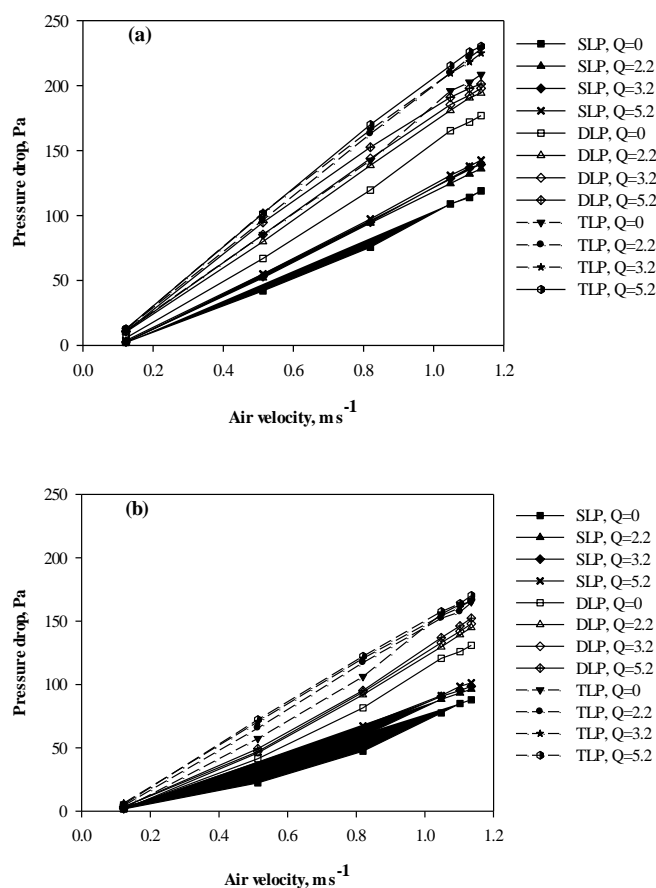 (a)
250
200
150
100
50
0
Pressure drop, Pa
0.0 0.2 0.4 0.6 0.8 1.0 1.2
Air velocity, ms-1
SLP, Q=0
SLP, Q=2.2
SLP, Q=3.2
SLP, Q=5.2
DLP, Q=0
DLP, Q=2.2
DLP, Q=3.2
DLP, Q=5.2
TLP, Q=0
TLP, Q=2.2
TLP, Q=3.2
TLP, Q=5.2
(b)
250
200
150
100
50
0
Pressure drop, Pa
0.0 0.2 0.4 0.6 0.8 1.0 1.2
Air velocity, ms-1
SLP, Q=0
SLP, Q=2.2
SLP, Q=3.2
SLP, Q=5.2
DLP, Q=0
DLP, Q=2.2
DLP, Q=3.2
DLP, Q=5.2
TLP, Q=0
TLP, Q=2.2
TLP, Q=3.2
TLP, Q=5.2